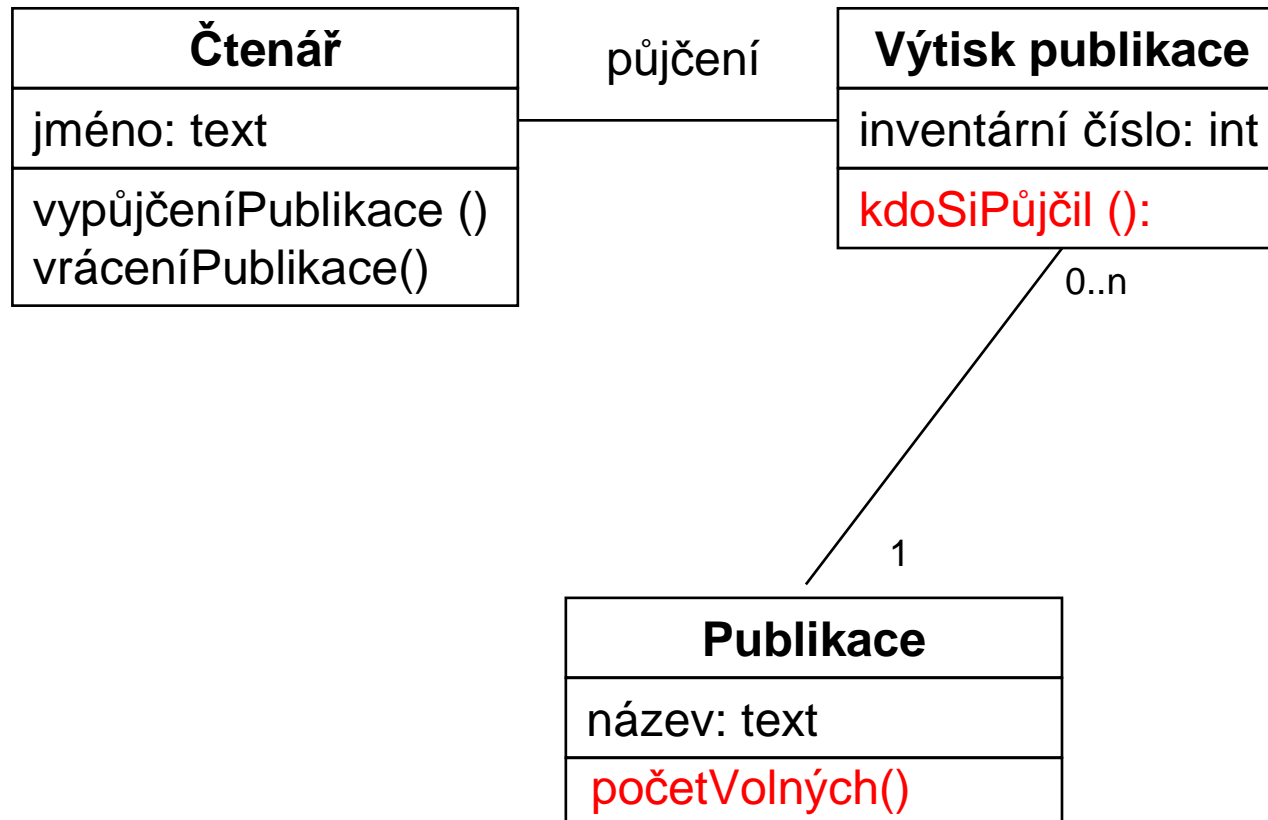 Čtenář
jméno: text
vypůjčeníPublikace ()
vráceníPublikace()
půjčení
Výtisk publikace
inventární číslo: int
kdoSiPůjčil ():
0..n
1
Publikace
název: text
početVolných()